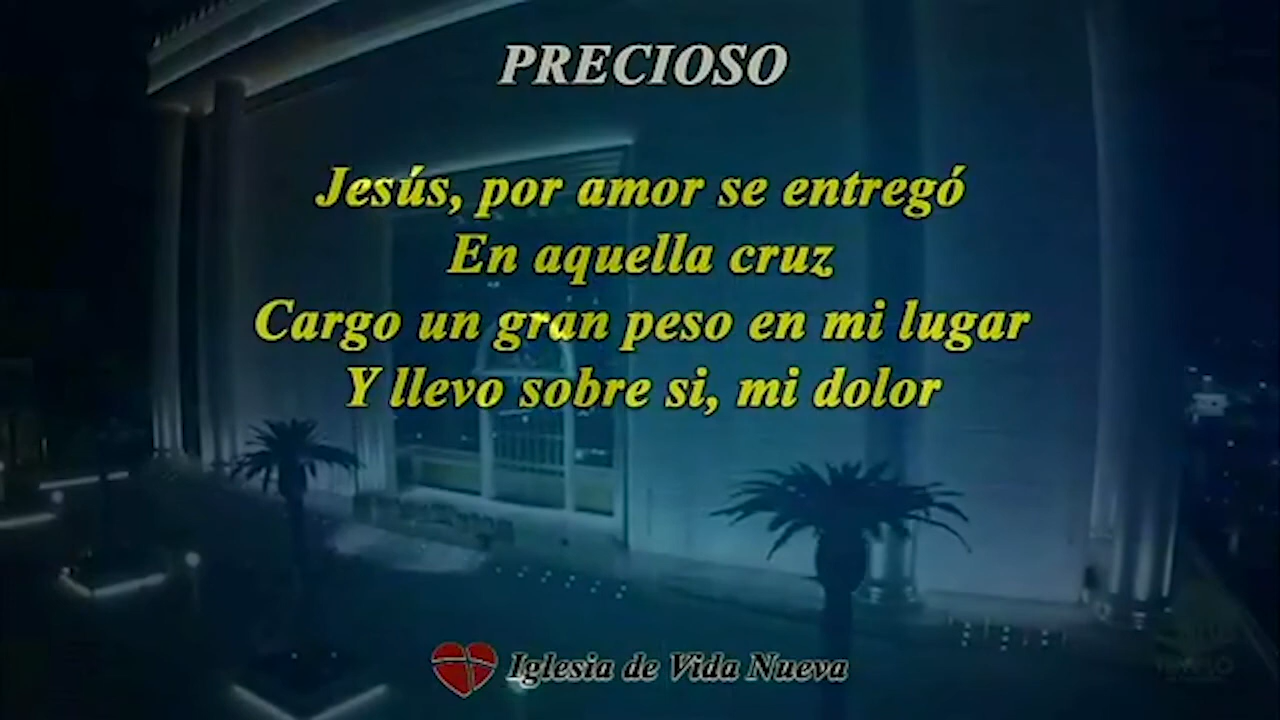 PRECIOSO
Jesús, por amor se entregó
En aquella cruz
Cargo un gran peso en mi lugar
Y llevo sobre si, mi dolor
Iglesia de Vida Nueva